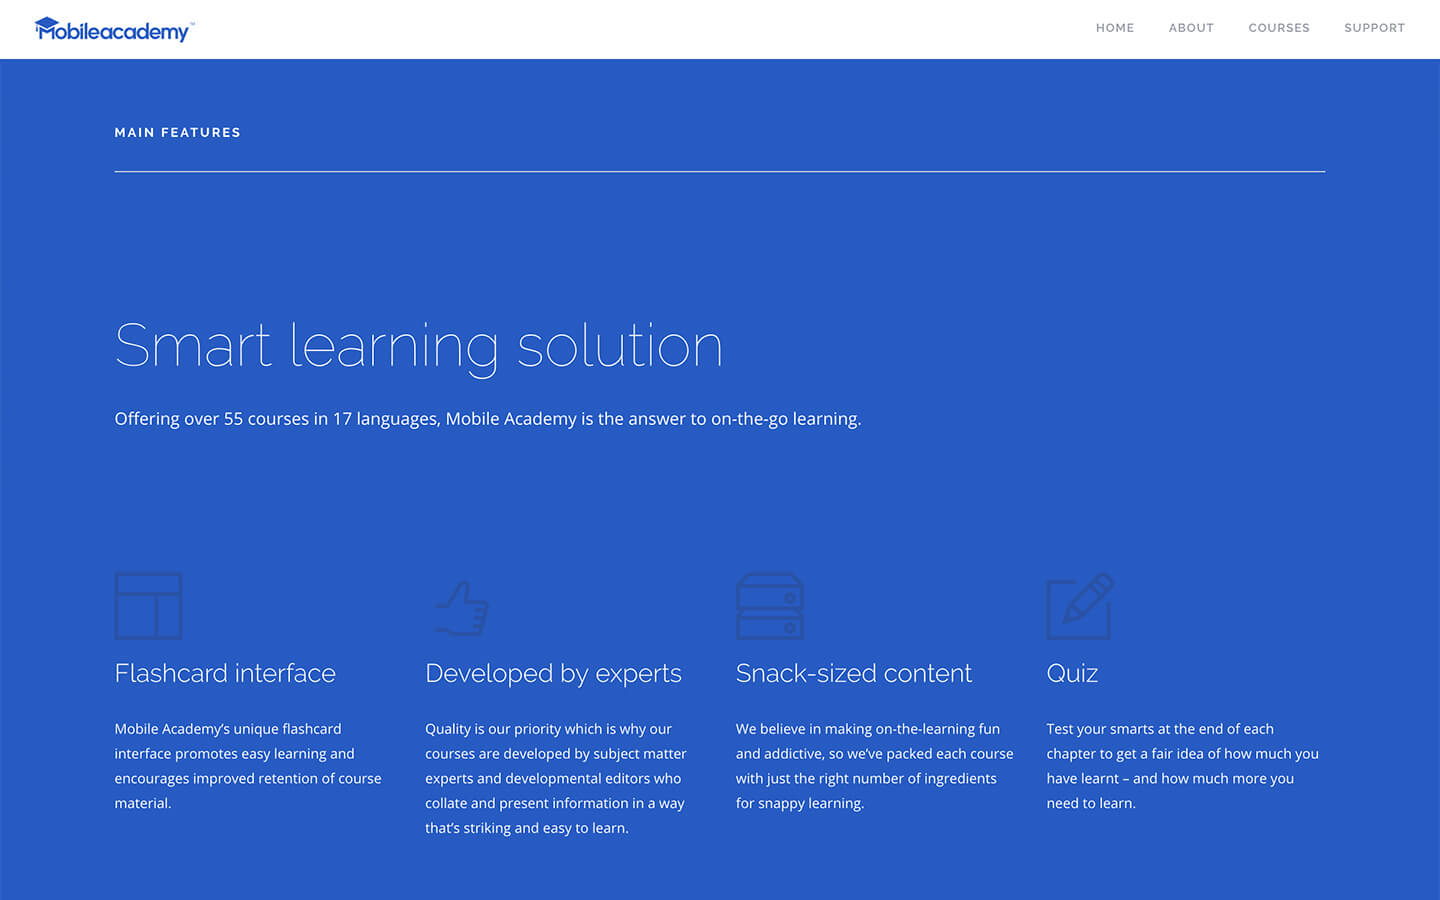 Mobileacademy™
HOME ABOUT COURSES SUPPORT
MAIN FEATURES
Smart learning solution
Offering over 55 courses in 17 languages, Mobile Academy is the answer to on-the-go learning.
Flashcard interface
Mobile Academy’s unique flashcard
interface promotes easy learning and
encourages improved retention of course
material.
Developed by experts
Quality is our priority which is why our
courses are developed by subject matter
experts and developmental editors who
collate and present information in a way
that’s striking and easy to learn.
Snack-sized content
We believe in making on-the-learning fun
and addictive, so we’ve packed each course
with just the right number of ingredients
for snappy learning.
Quiz
Test your smarts at the end of each
chapter to get a fair idea of how much you
have learnt – and how much more you
need to learn.